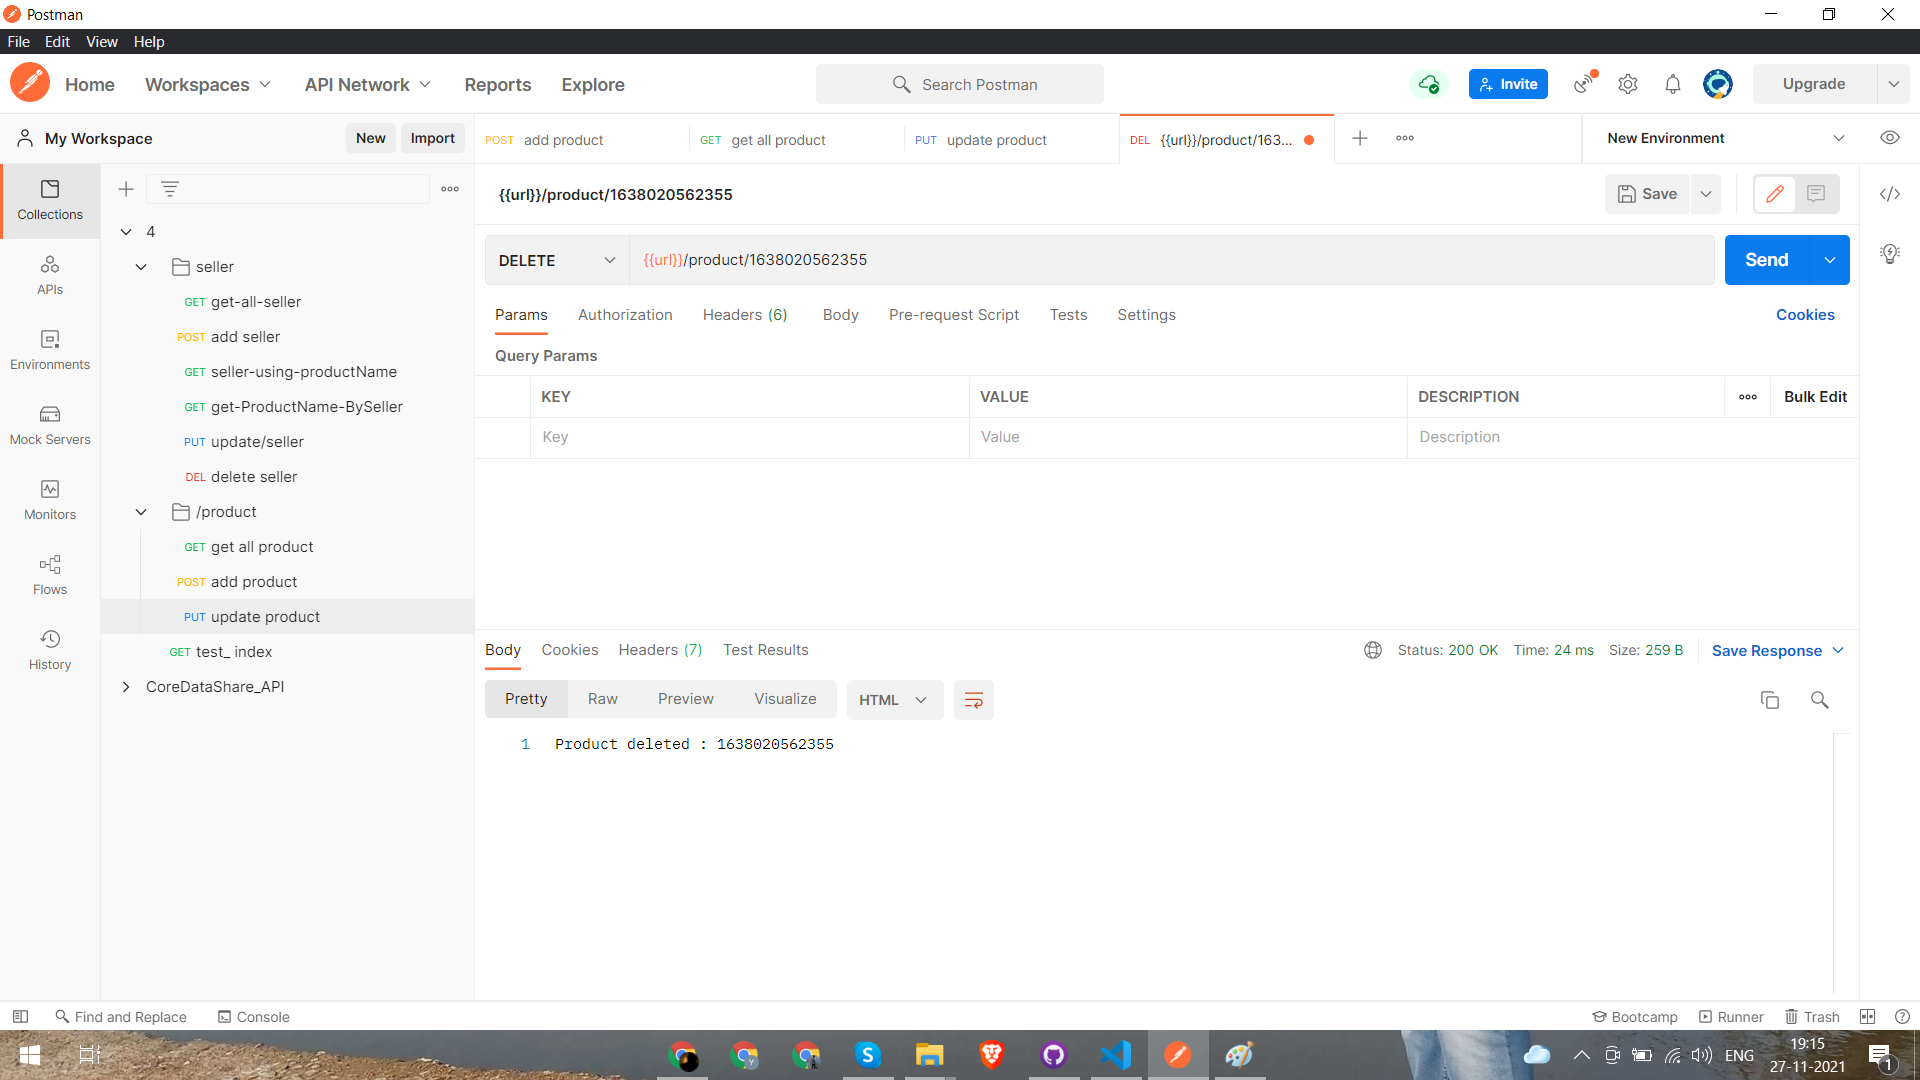 Postman
File Edit View Help
Home Workspaces API Network Reports Explore Search Postman Invite Upgrade
My Workspace New Import
POST add product GET get all product PUT update product DEL {{url}}/product/163... New Environment
{{url}}/product/1638020562355 Save
DELETE {{url}}/product/1638020562355 Send
Params Authorization Headers (6) Body Pre-request Script Tests Settings Cookies
Query Params
KEY VALUE DESCRIPTION Bulk Edit
Key Value Description
Collections
APIs
Environments
Mock Servers
Monitors
Flows
History
4
seller
GET get-all-seller
POST add seller
GET seller-using-productName
GET get-ProductName-BySeller
PUT update/seller
DEL delete seller
/product
GET get all product
POST add product
PUT update product
GET test_ index
CoreDataShare_API
Body Cookies Headers (7) Test Results Status: 200 OK Time: 24 ms Size: 259 B Save Response
Pretty Raw Preview Visualize HTML
1 Product deleted : 1638020562355
Find and Replace Console Bootcamp Runner Trash
ENG 19:15
27-11-2021
1